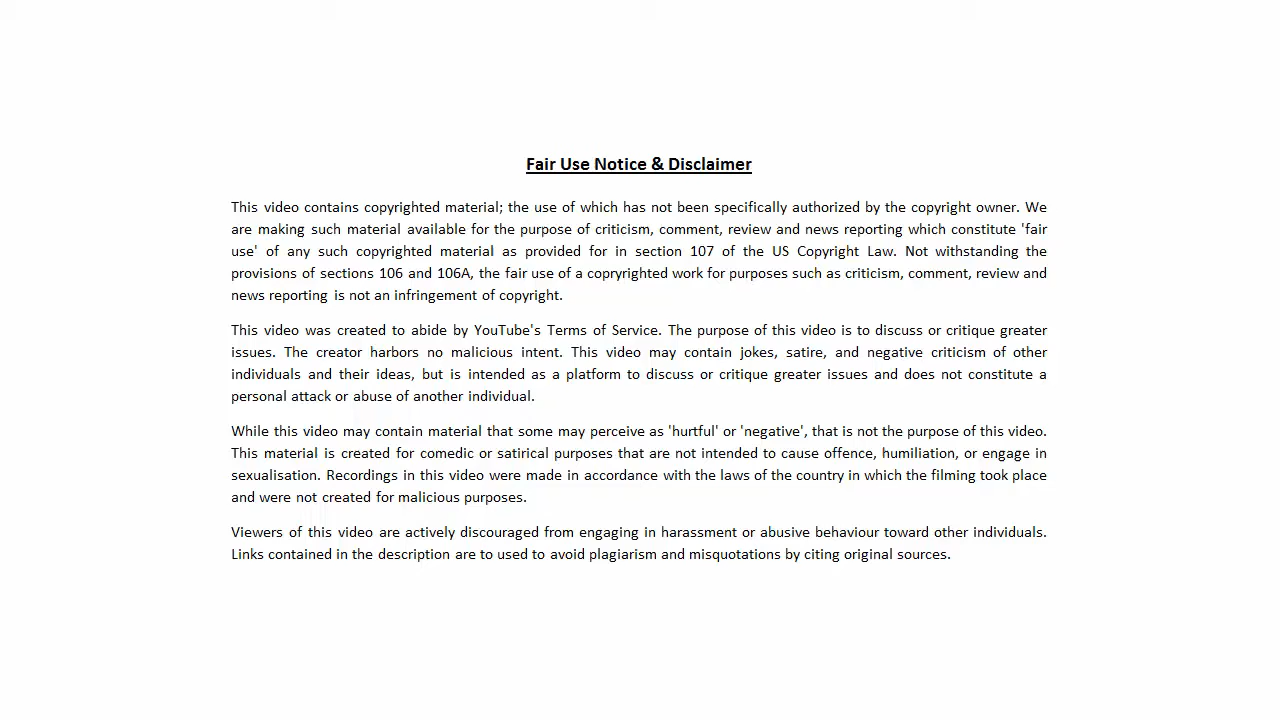 Fair Use Notice & Disclaimer
This video contains copyrighted material; the use of which has not been specifically authorized by the copyright owner. We
are making such material available for the purpose of criticism, comment, review and news reporting which constitute 'fair
use' of any such copyrighted material as provided for in section 107 of the US Copyright Law. Not withstanding the
provisions of sections 106 and 106A, the fair use of a copryrighted work for purposes such as criticism, comment, review and
news reporting is not an infringement of copyright.
This video was created to abide by YouTube's Terms of Service. The purpose of this video is to discuss or critique greater
issues. The creator harbors no malicious intent. This video may contain jokes, satire, and negative criticism of other
individuals and their ideas, but is intended as a platform to discuss or critique greater issues and does not constitute a
personal attack or abuse of another individual.
While this video may contain material that some may perceive as 'hurtful' or 'negative', that is not the purpose of this video.
This material is created for comedic or satirical purposes that are not intended to cause offence, humiliation, or engage in
sexualisation. Recordings in this video were made in accordance with the laws of the country in which the filming took place
and were not created for malicious purposes.
Viewers of this video are actively discouraged from engaging in harassment or abusive behaviour toward other individuals.
Links contained in the description are to used to avoid plagiarism and misquotations by citing original sources.